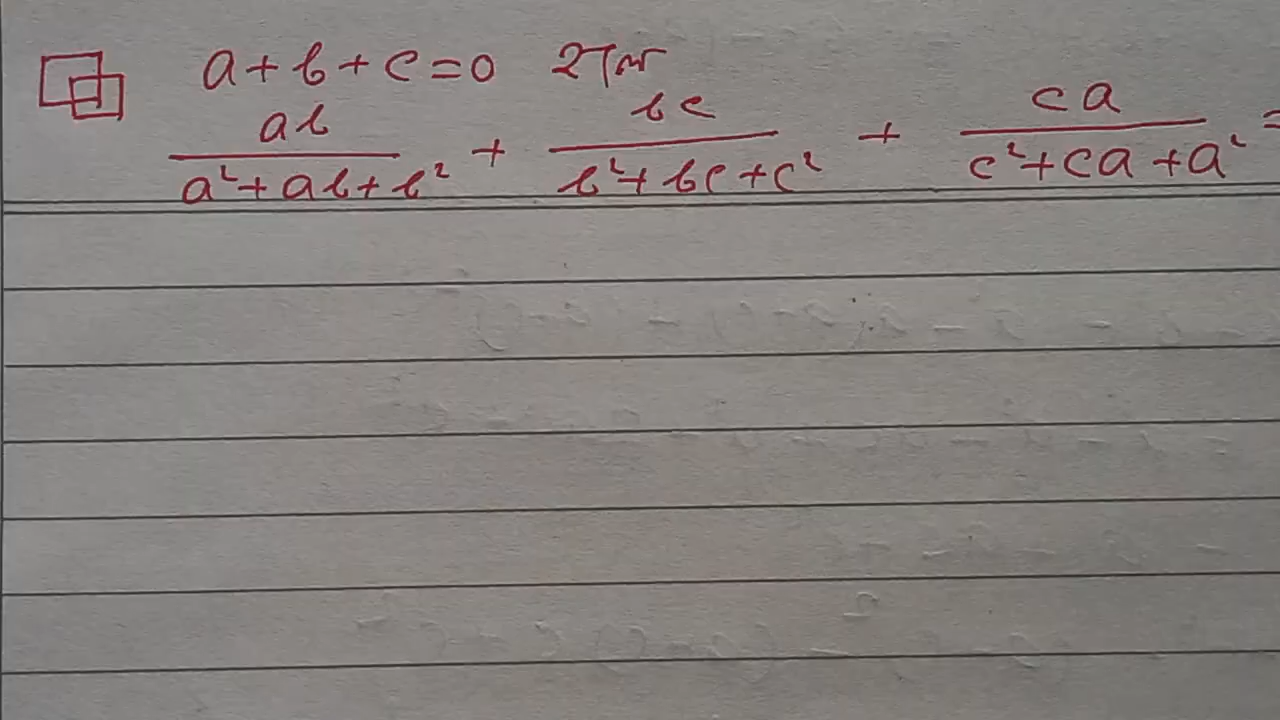 a + b + c = 0 হলে
ab/(a² + ab + b²) + bc/(b² + bc + c²) + ca/(c² + ca + a²) =